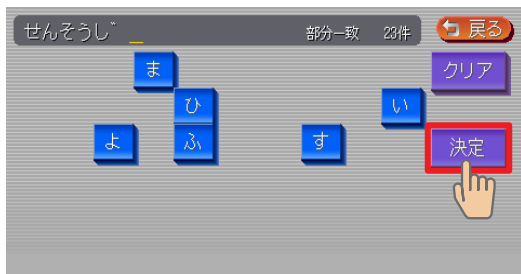 せんそうじ゛_ 部分一致 23件 戻る
ま クリア
ひ い
よ ふ す 決定